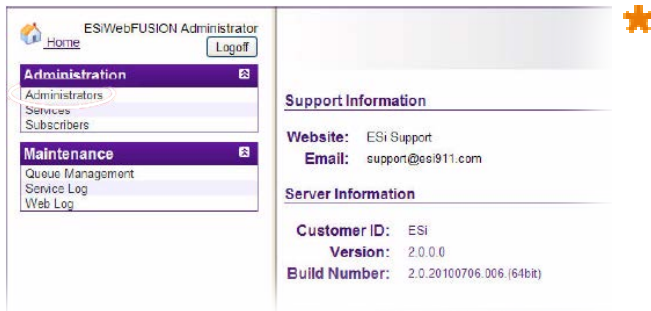 ESiWebFUSION Administrator
Home
Logoff
Administration
Administrators
Services
Subscribers
Maintenance
Queue Management
Service Log
Web Log
Support Information
Website: ESi Support
Email: support@esi911.com
Server Information
Customer ID: ESi
Version: 2.0.0.0
Build Number: 2.0.20100706.006.(64bit)